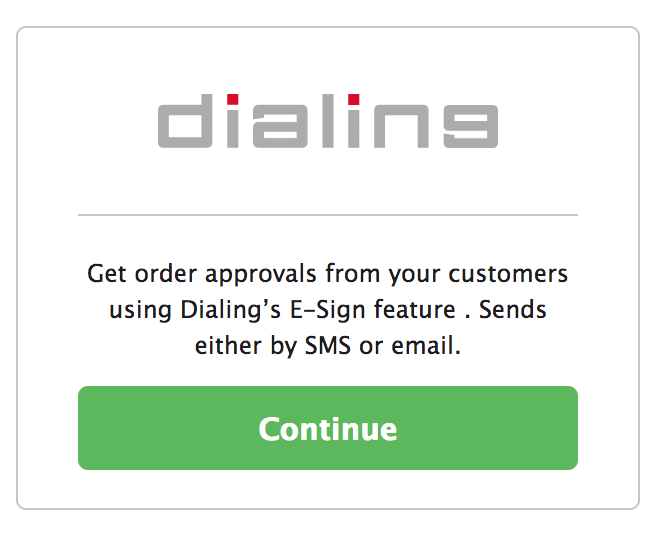 dialing
Get order approvals from your customers
using Dialing’s E-Sign feature . Sends
either by SMS or email.
Continue